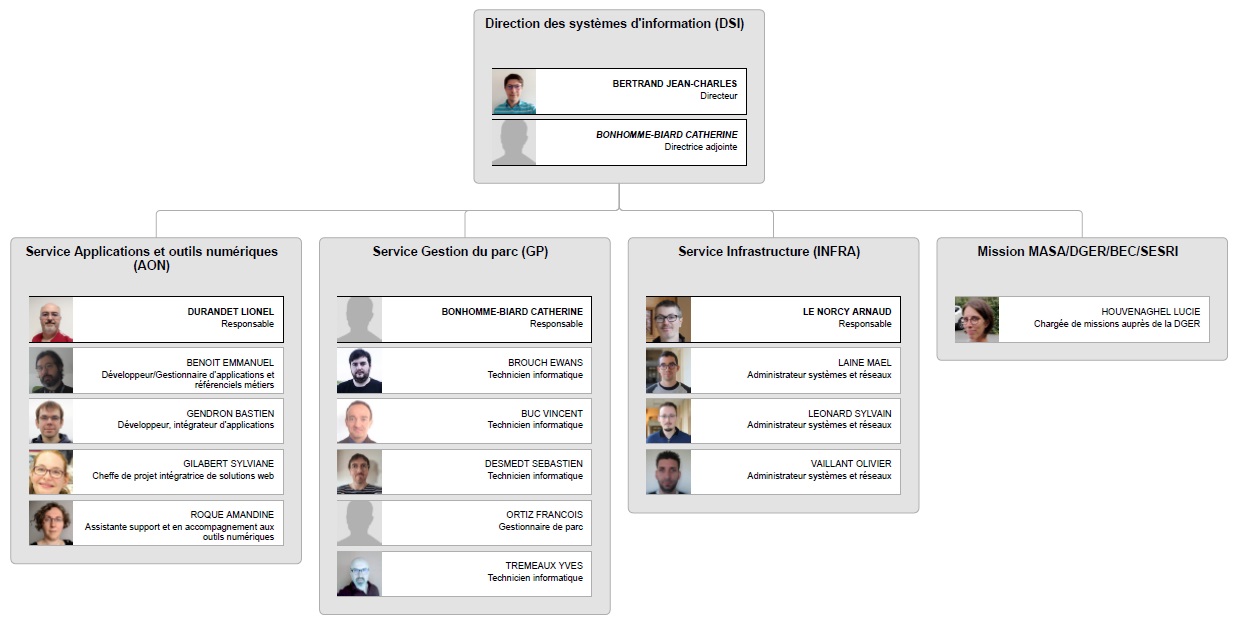 Direction des systèmes d'information (DSI)
BERTRAND JEAN-CHARLES
Directeur
BONHOMME-BIARD CATHERINE
Directrice adjointe
Service Applications et outils numériques
(AON)
DURANDET LIONEL
Responsable
BENOIT EMMANUEL
Développeur/Gestionnaire d'applications et
référenciels métiers
GENDRON BASTIEN
Développeur, intégrateur d'applications
GILABERT SYLVIANE
Cheffe de projet intégratrice de solutions web
ROQUE AMANDINE
Assistante support et en accompagnement aux
outils numériques
Service Gestion du parc (GP)
BONHOMME-BIARD CATHERINE
Responsable
BROUCH EWANS
Technicien informatique
BUC VINCENT
Technicien informatique
DESMEDT SEBASTIEN
Technicien informatique
ORTIZ FRANCOIS
Gestionnaire de parc
TREMEAUX YVES
Technicien informatique
Service Infrastructure (INFRA)
LE NORCY ARNAUD
Responsable
LAINE MAEL
Administrateur systèmes et réseaux
LEONARD SYLVAIN
Administrateur systèmes et réseaux
VAILLANT OLIVIER
Administrateur systèmes et réseaux
Mission MASA/DGER/BEC/SESRI
HOUVENAGHEL LUCIE
Chargée de missions auprès de la DGER